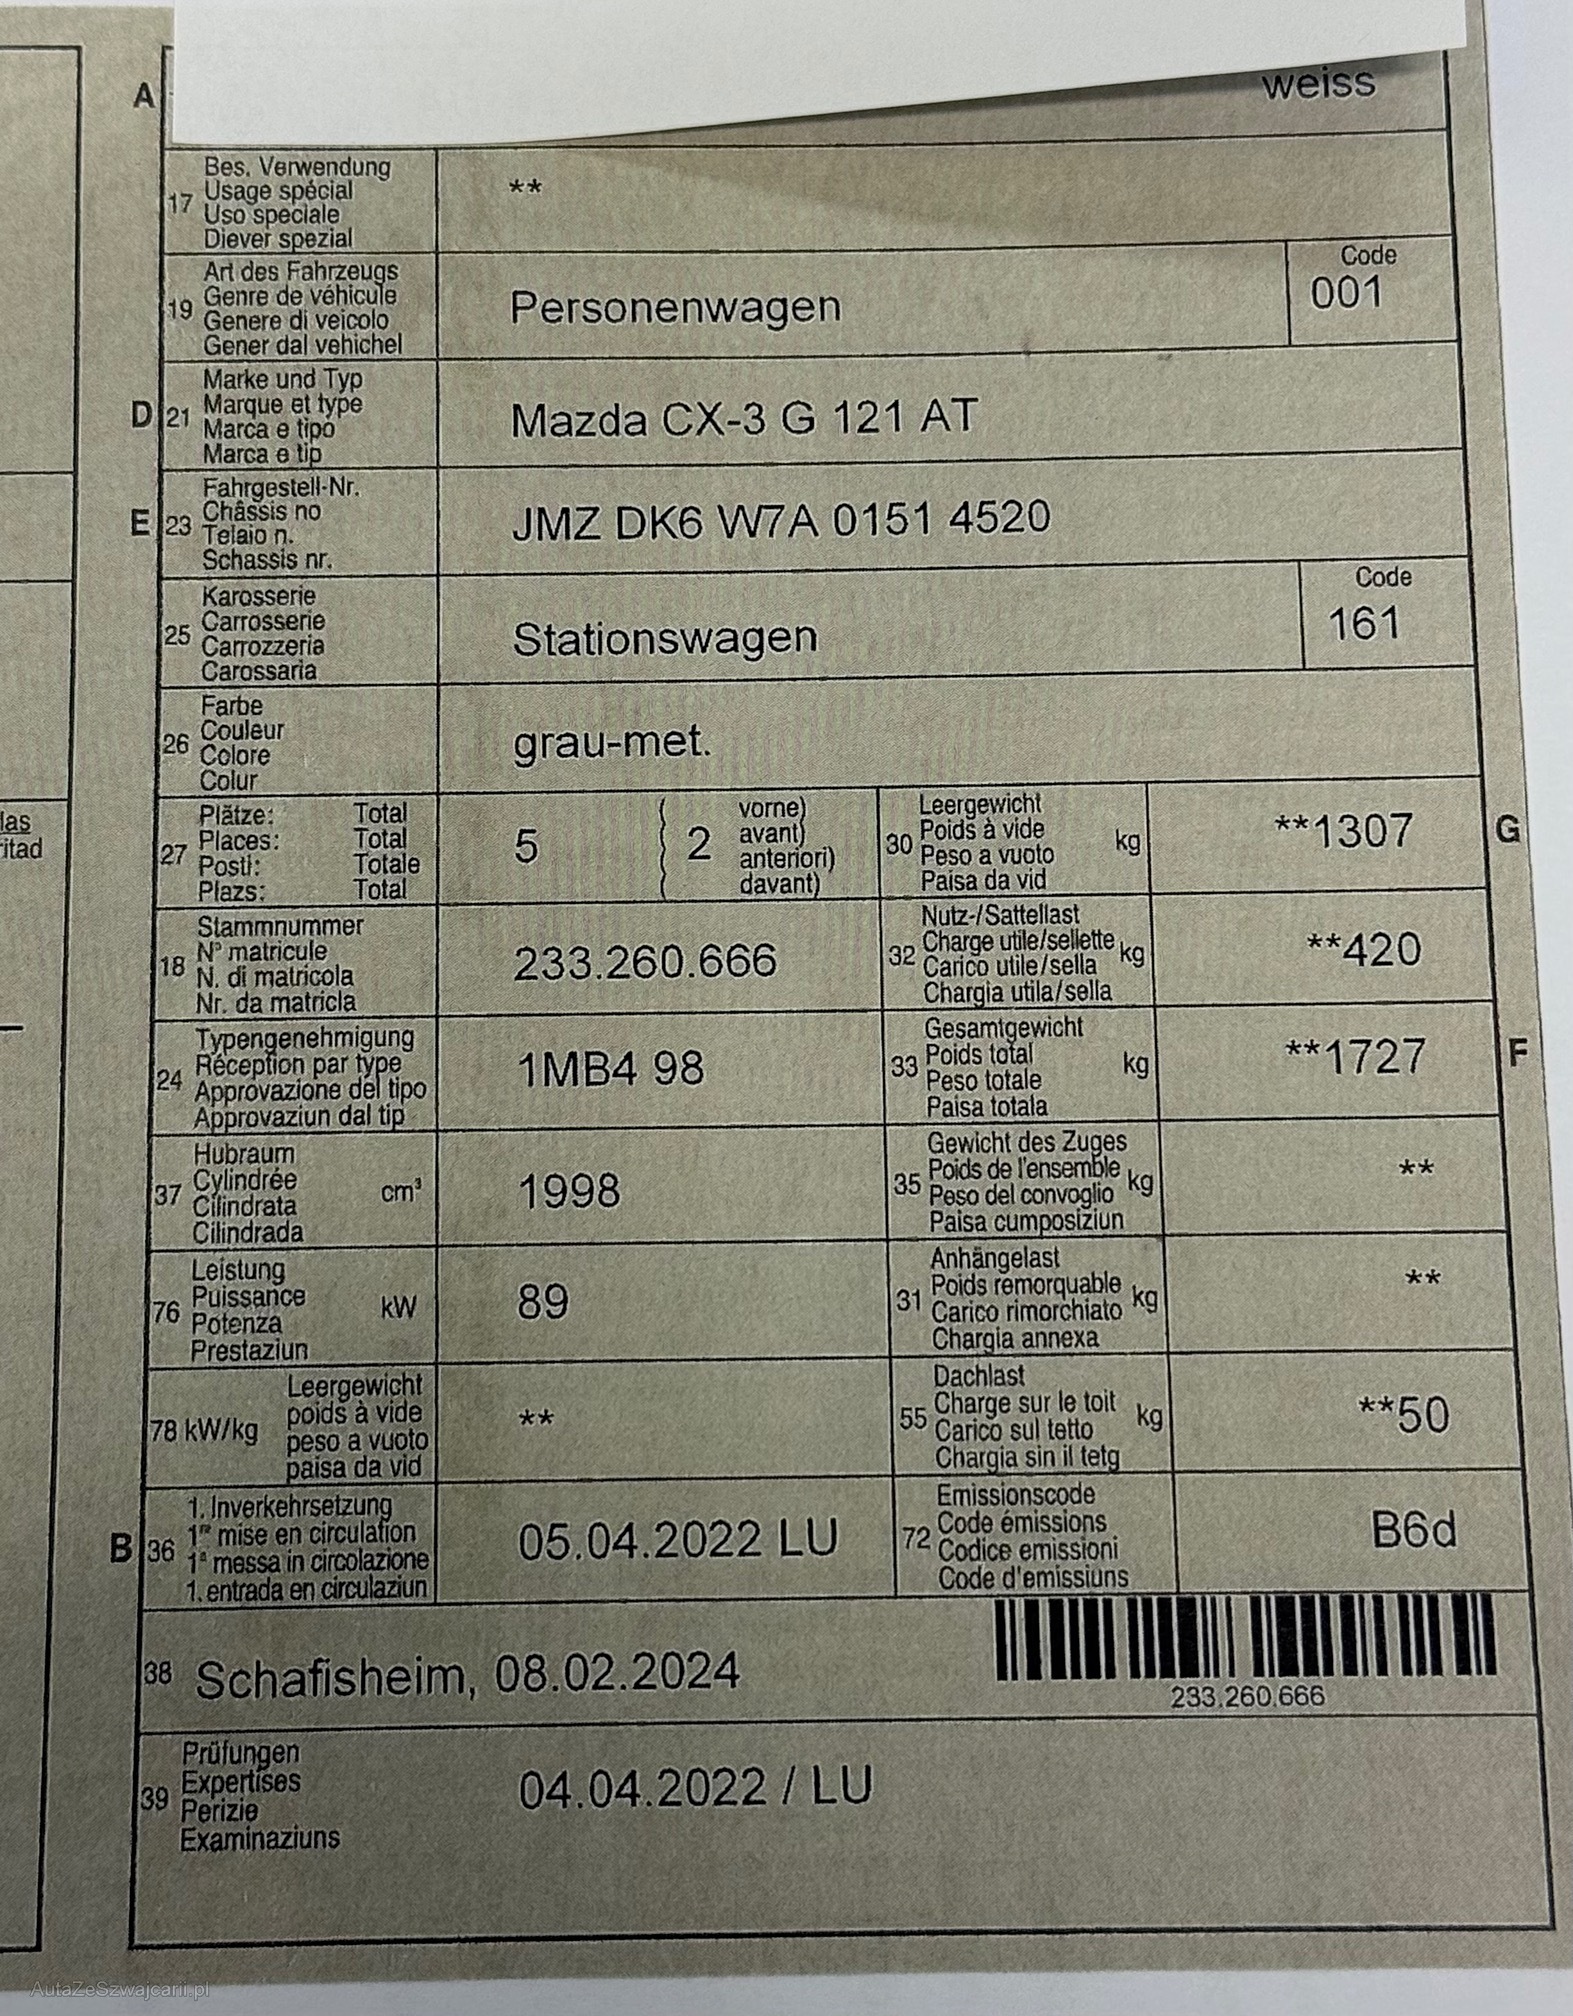 A
weiss
17 Bes. Verwendung
Usage spécial
Uso speciale
Diever spezial
**
19 Art des Fahrzeugs
Genre de véhicule
Genere di veicolo
Gener dal vehichel
Personenwagen
Code
001
D 21 Marke und Typ
Marque et type
Marca e tipo
Marca e tip
Mazda CX-3 G 121 AT
E 23 Fahrgestell-Nr.
Châssis no
Telaio n.
Schassis nr.
JMZ DK6 W7A 0151 4520
25 Karosserie
Carrosserie
Carrozzeria
Carossaria
Stationswagen
Code
161
26 Farbe
Couleur
Colore
Colur
grau-met.
las
ritad
27 Plätze: Total
Places: Total
Posti: Totale
Plazs: Total
5
2
vorne)
avant)
anteriori)
davant)
30 Leergewicht
Poids à vide kg
Peso a vuoto
Paisa da vid
**1307
G
18 Stammnummer
N° matricule
N. di matricola
Nr. da matricla
233.260.666
32 Nutz-/Sattellast
Charge utile/sellette kg
Carico utile/sella
Chargia utila/sella
**420
24 Typengenehmigung
Réception par type
Approvazione del tipo
Approvaziun dal tip
1MB4 98
33 Gesamtgewicht
Poids total kg
Peso totale
Paisa totala
**1727
F
37 Hubraum
Cylindrée cm³
Cilindrata
Cilindrada
1998
35 Gewicht des Zuges
Poids de l'ensemble kg
Peso del convoglio
Paisa cumposiziun
**
76 Leistung
Puissance kW
Potenza
Prestaziun
89
31 Anhängelast
Poids remorquable kg
Carico rimorchiato
Chargia annexa
**
78 kW/kg Leergewicht
poids à vide
peso a vuoto
paisa da vid
**
55 Dachlast
Charge sur le toit kg
Carico sul tetto
Chargia sin il tetg
**50
B 36 1. Inverkehrsetzung
1re mise en circulation
1a messa in circolazione
1. entrada en circulaziun
05.04.2022 LU
72 Emissionscode
Code émissions
Codice emissioni
Code d'emissiuns
B6d
38 Schafisheim, 08.02.2024
233.260.666
39 Prüfungen
Expertises
Perizie
Examinaziuns
04.04.2022 / LU
AutaZeSzwajcarii.pl